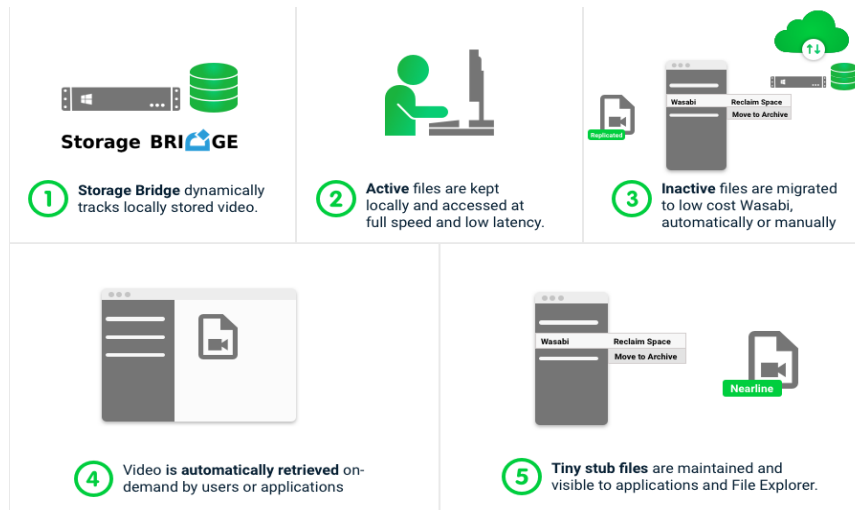 Storage BRIDGE
1
Storage Bridge dynamically
tracks locally stored video.
2
Active files are kept
locally and accessed at
full speed and low latency.
Replicated
Wasabi Reclaim Space
Move to Archive
3
Inactive files are migrated
to low cost Wasabi,
automatically or manually
4
Video is automatically retrieved on-
demand by users or applications
Wasabi Reclaim Space
Move to Archive
Nearline
5
Tiny stub files are maintained and
visible to applications and File Explorer.